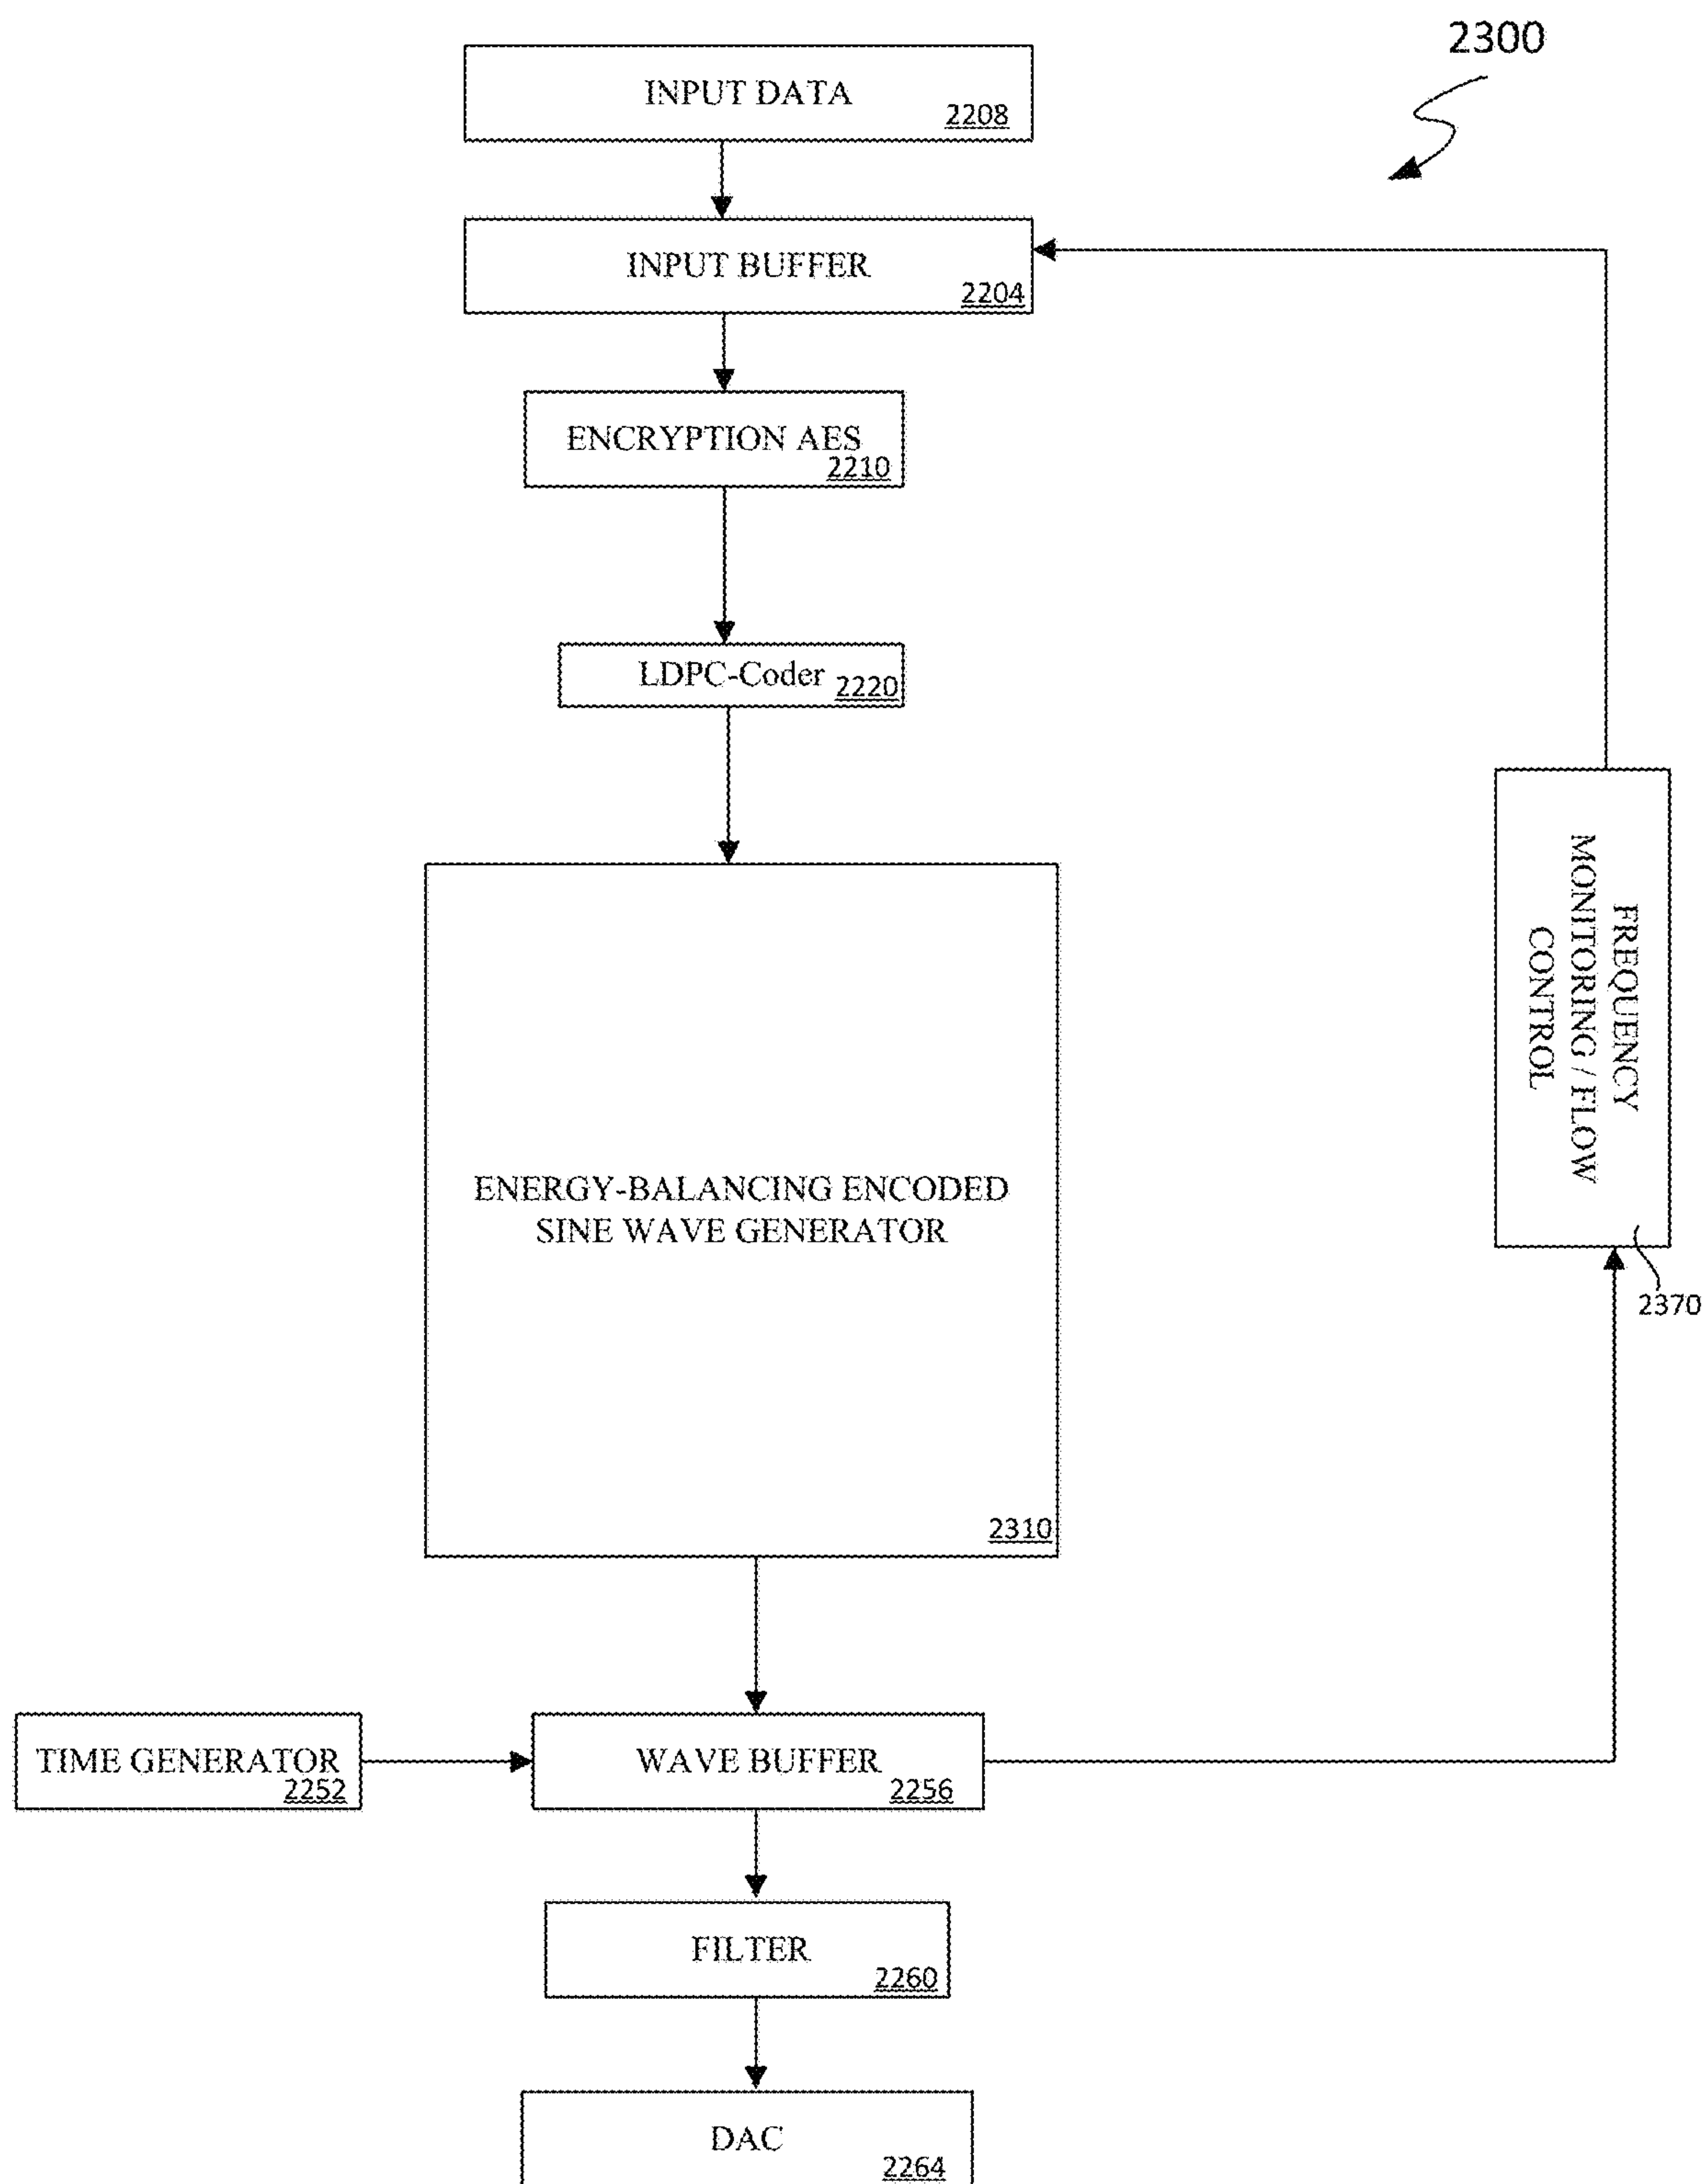 2300
INPUT DATA
2208
INPUT BUFFER
2204
ENCRYPTION AES
2210
LDPC-Coder
2220
FREQUENCY
MONITORING / FLOW
CONTROL
2370
ENERGY-BALANCING ENCODED
SINE WAVE GENERATOR
2310
TIME GENERATOR
2252
WAVE BUFFER
2256
FILTER
2260
DAC
2264